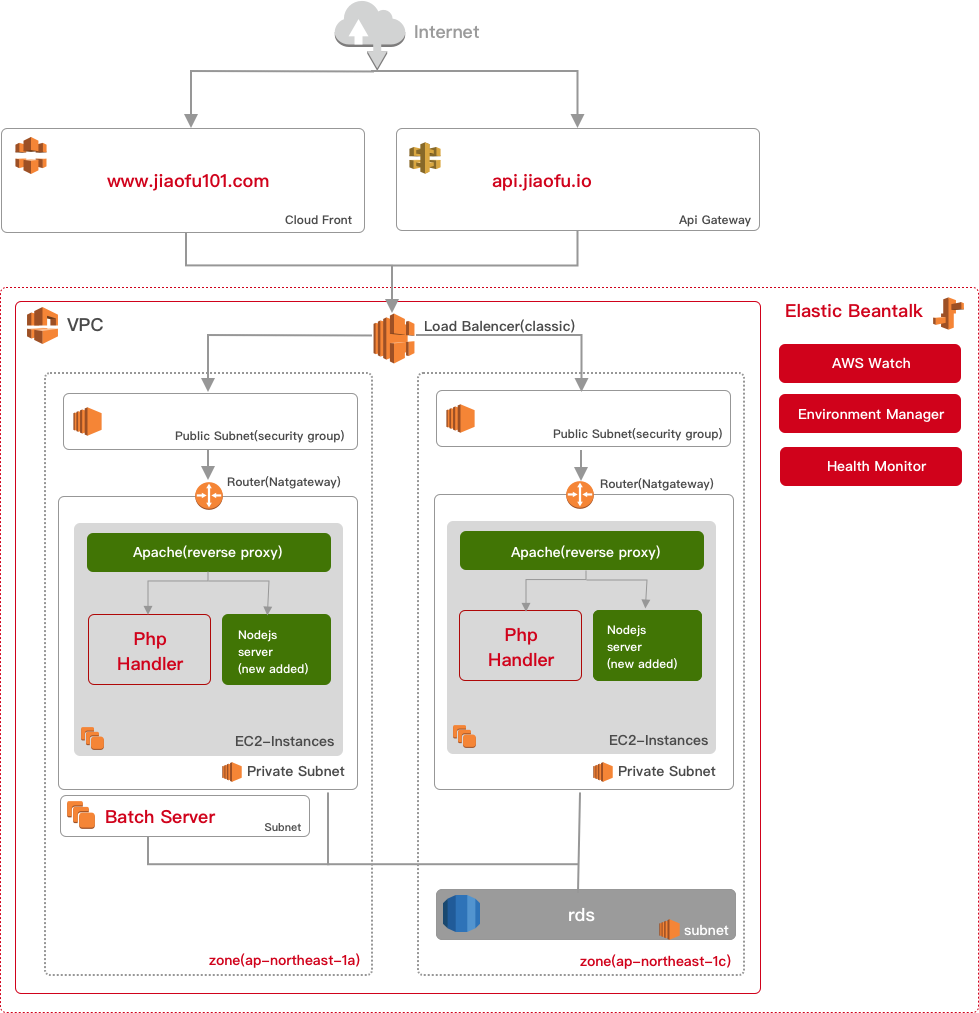 Internet
www.jiaofu101.com
Cloud Front
api.jiaofu.io
Api Gateway
VPC
Load Balencer(classic)
Elastic Beantalk
AWS Watch
Environment Manager
Health Monitor
Public Subnet(security group)
Router(Natgateway)
Apache(reverse proxy)
Php
Handler
Nodejs
server
(new added)
EC2-Instances
Private Subnet
Batch Server
Subnet
zone(ap-northeast-1a)
Public Subnet(security group)
Router(Natgateway)
Apache(reverse proxy)
Php
Handler
Nodejs
server
(new added)
EC2-Instances
Private Subnet
rds
subnet
zone(ap-northeast-1c)